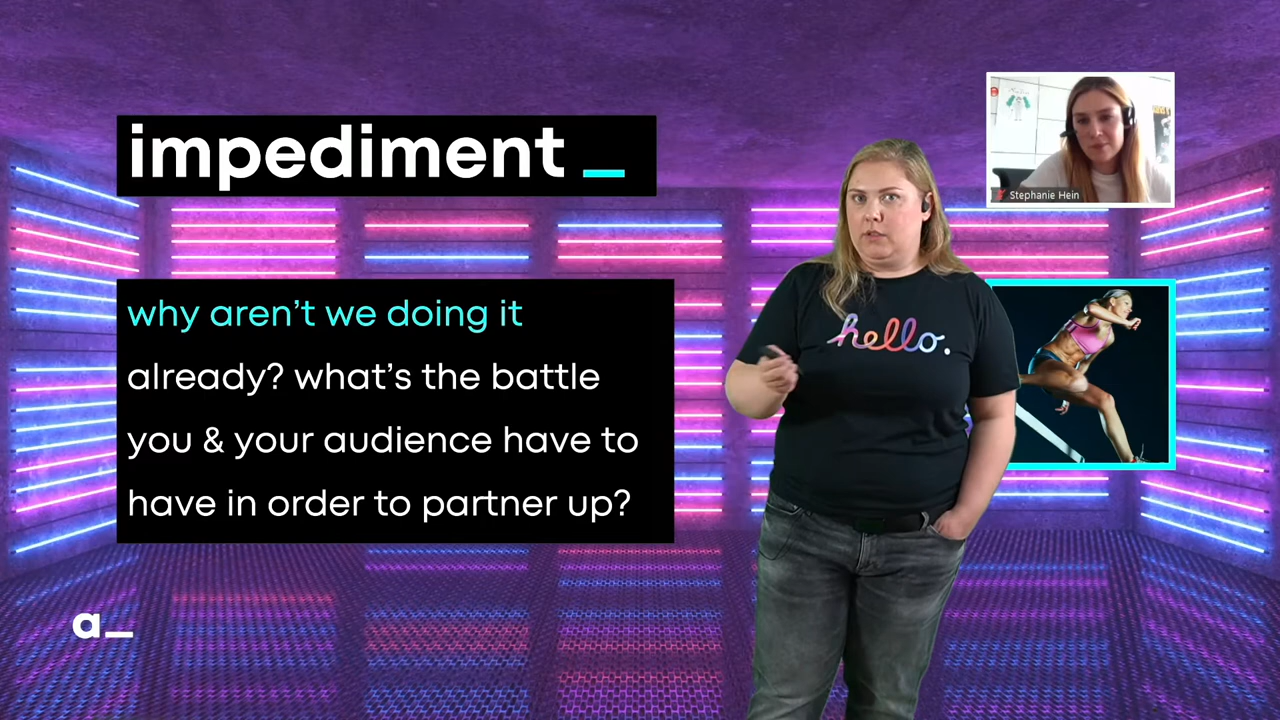 impediment _
why aren't we doing it
already? what's the battle
you & your audience have to
have in order to partner up?
Stephanie Hein
hello.
a_